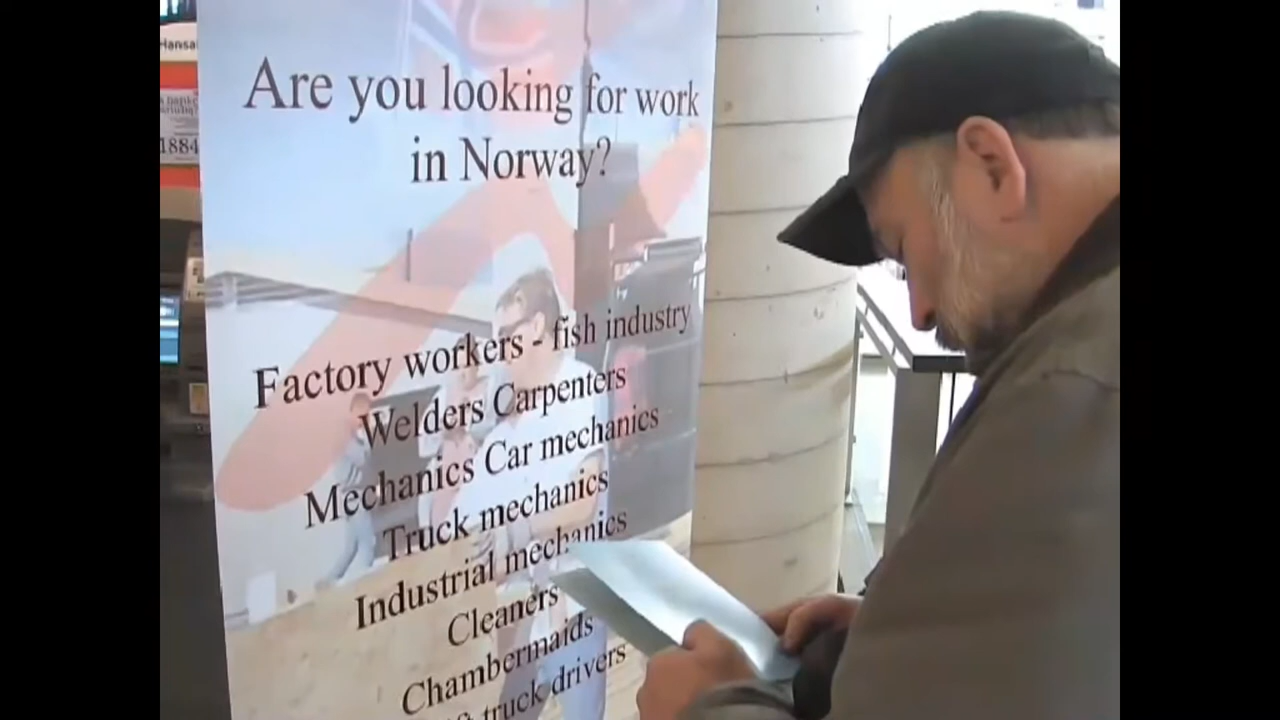 Hansa
1884
Are you looking for work
in Norway?
Factory workers - fish industry
Welders Carpenters
Mechanics Car mechanics
Truck mechanics
Industrial mechanics
Cleaners
Chambermaids
truck drivers